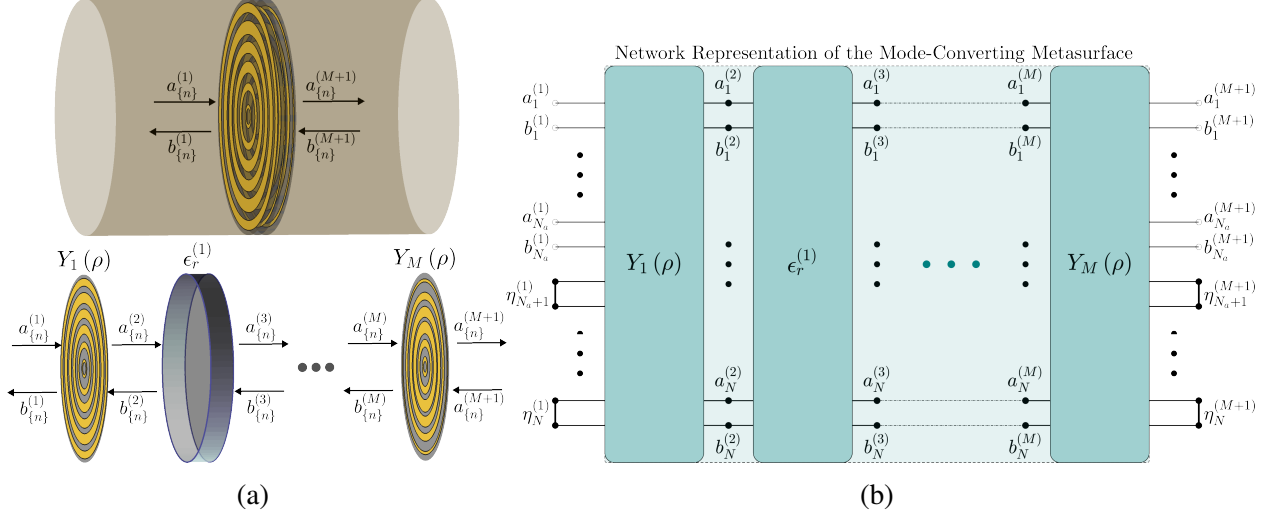 a_{n}^{(1)} a_{n}^{(M+1)}
b_{n}^{(1)} b_{n}^{(M+1)}
Y_1 (ρ) ϵ_r^{(1)} Y_M (ρ)
a_{n}^{(1)} a_{n}^{(2)} a_{n}^{(3)} a_{n}^{(M)} a_{n}^{(M+1)}
b_{n}^{(1)} b_{n}^{(2)} b_{n}^{(3)} b_{n}^{(M)} a_{n}^{(M+1)}
(a)
Network Representation of the Mode-Converting Metasurface
a_1^{(1)} a_1^{(2)} a_1^{(3)} a_1^{(M)} a_1^{(M+1)}
b_1^{(1)} b_1^{(2)} b_1^{(3)} b_1^{(M)} b_1^{(M+1)}
a_{N_a}^{(1)} a_{N_a}^{(M+1)}
b_{N_a}^{(1)} b_{N_a}^{(M+1)}
Y_1 (ρ) ϵ_r^{(1)} Y_M (ρ)
η_{N_a+1}^{(1)} η_{N_a+1}^{(M+1)}
a_N^{(2)} a_N^{(3)} a_N^{(M)}
η_N^{(1)} η_N^{(M+1)}
b_N^{(2)} b_N^{(3)} b_N^{(M)}
(b)